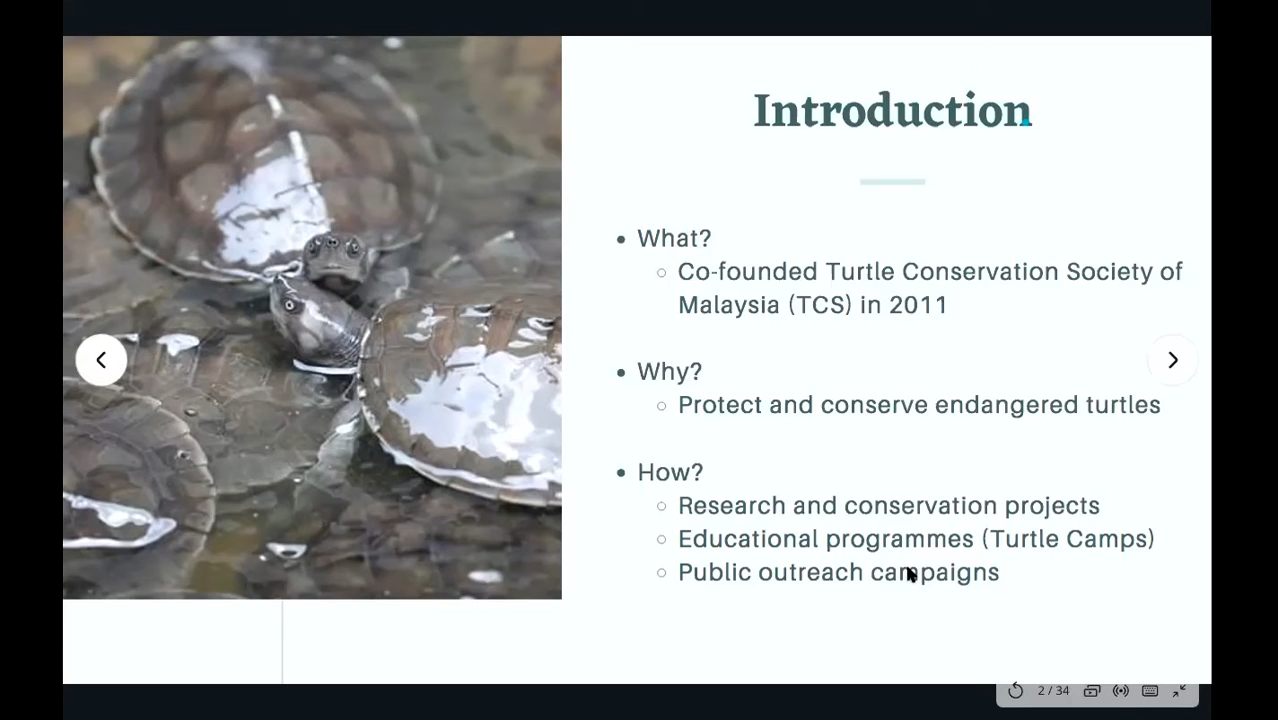 Introduction
What?
Co-founded Turtle Conservation Society of
Malaysia (TCS) in 2011
Why?
Protect and conserve endangered turtles
How?
Research and conservation projects
Educational programmes (Turtle Camps)
Public outreach campaigns
2 / 34